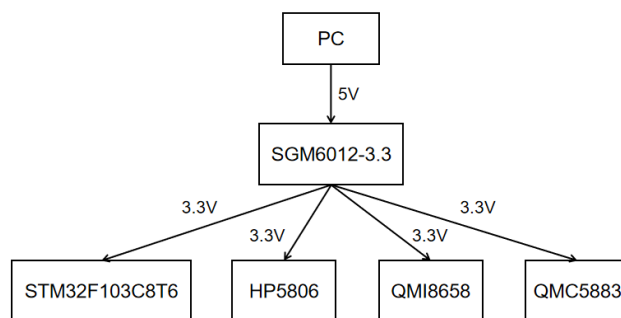 PC
5V
SGM6012-3.3
3.3V
3.3V
3.3V
3.3V
STM32F103C8T6
HP5806
QMI8658
QMC5883